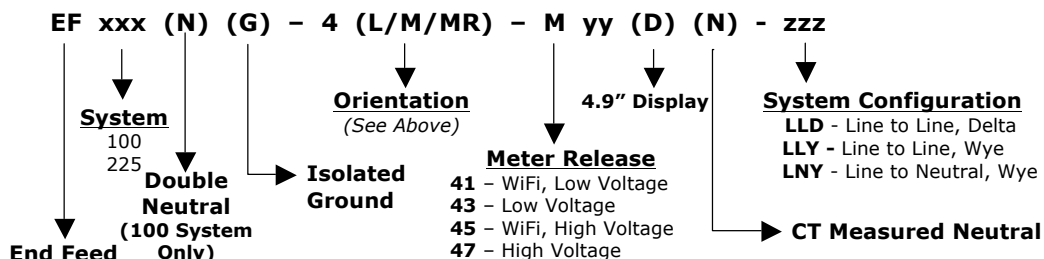 EF xxx (N) (G) – 4 (L/M/MR) – M yy (D) (N) - zzz
System
100
225
Double
Neutral
(100 System
Only)
End Feed
Isolated
Ground
Orientation
(See Above)
Meter Release
41 – WiFi, Low Voltage
43 – Low Voltage
45 – WiFi, High Voltage
47 – High Voltage
4.9” Display
System Configuration
LLD - Line to Line, Delta
LLY - Line to Line, Wye
LNY - Line to Neutral, Wye
CT Measured Neutral